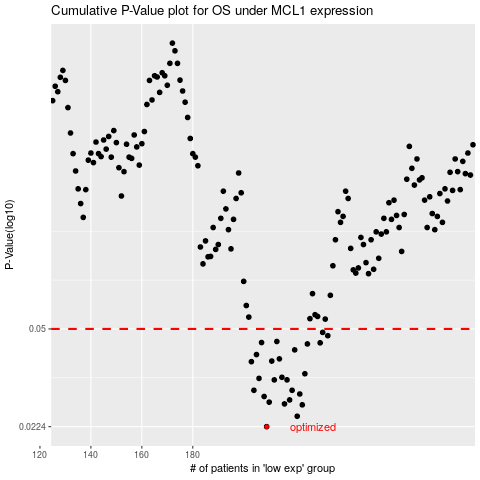 Cumulative P-Value plot for OS under MCL1 expression
P-Value(log10)
0.05
0.0224
optimized
120 140 160 180
# of patients in 'low exp' group